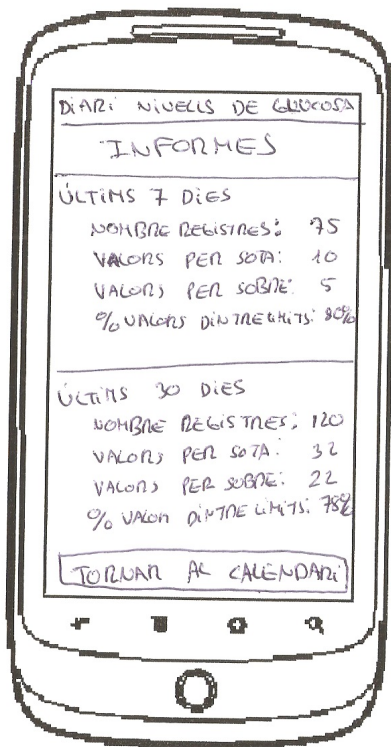 DIARI NIVELLS DE GLUCOSA
INFORMES
ÚLTIMS 7 DIES
NOMBRE REGISTRES: 75
VALORS PER SOTA: 10
VALORS PER SOBRE: 5
% VALORS DINTRE LIMITS: 80%
ÚLTIMS 30 DIES
NOMBRE REGISTRES: 120
VALORS PER SOTA: 32
VALORS PER SOBRE: 22
% VALORS DINTRE LIMITS: 78%
TORNAR AL CALENDARI